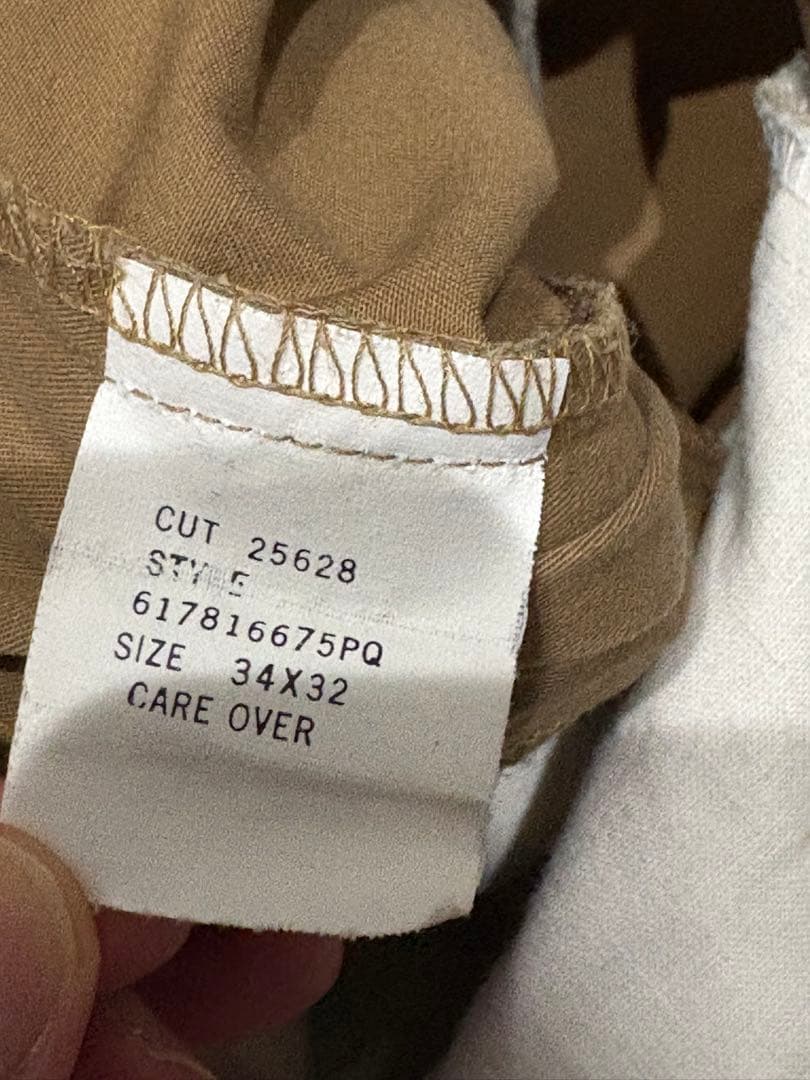 CUT 25628
STYLE
617816675PQ
SIZE 34X32
CARE OVER